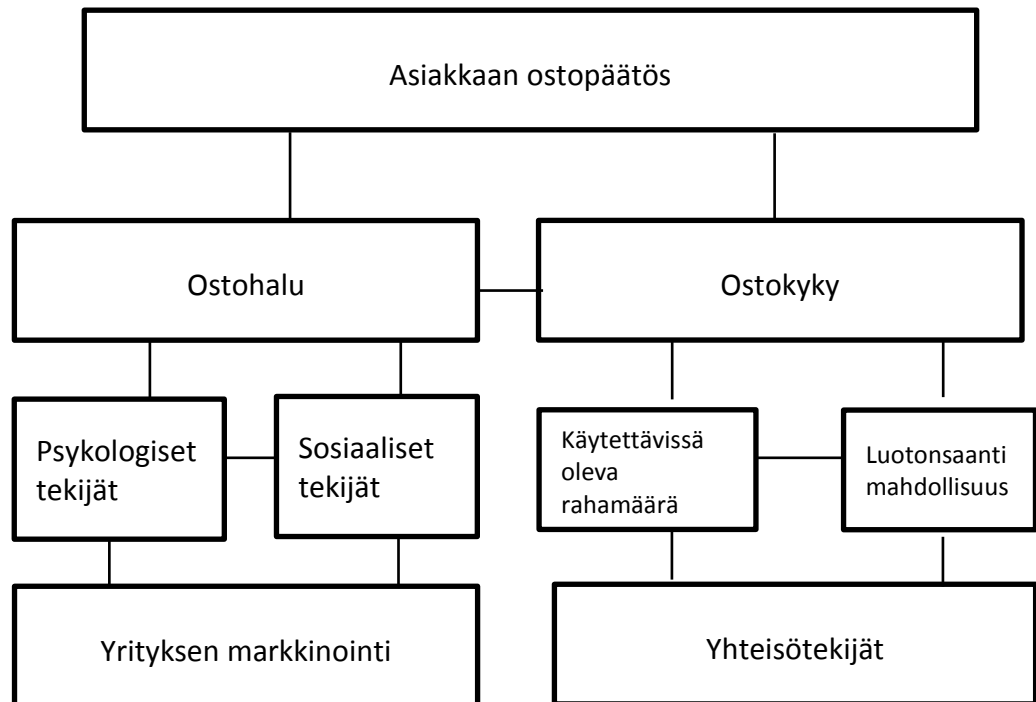 Asiakkaan ostopäätös
Ostohalu
Ostokyky
Psykologiset
tekijät
Sosiaaliset
tekijät
Käytettävissä
oleva
rahamäärä
Luotonsaanti
mahdollisuus
Yrityksen markkinointi
Yhteisötekijät